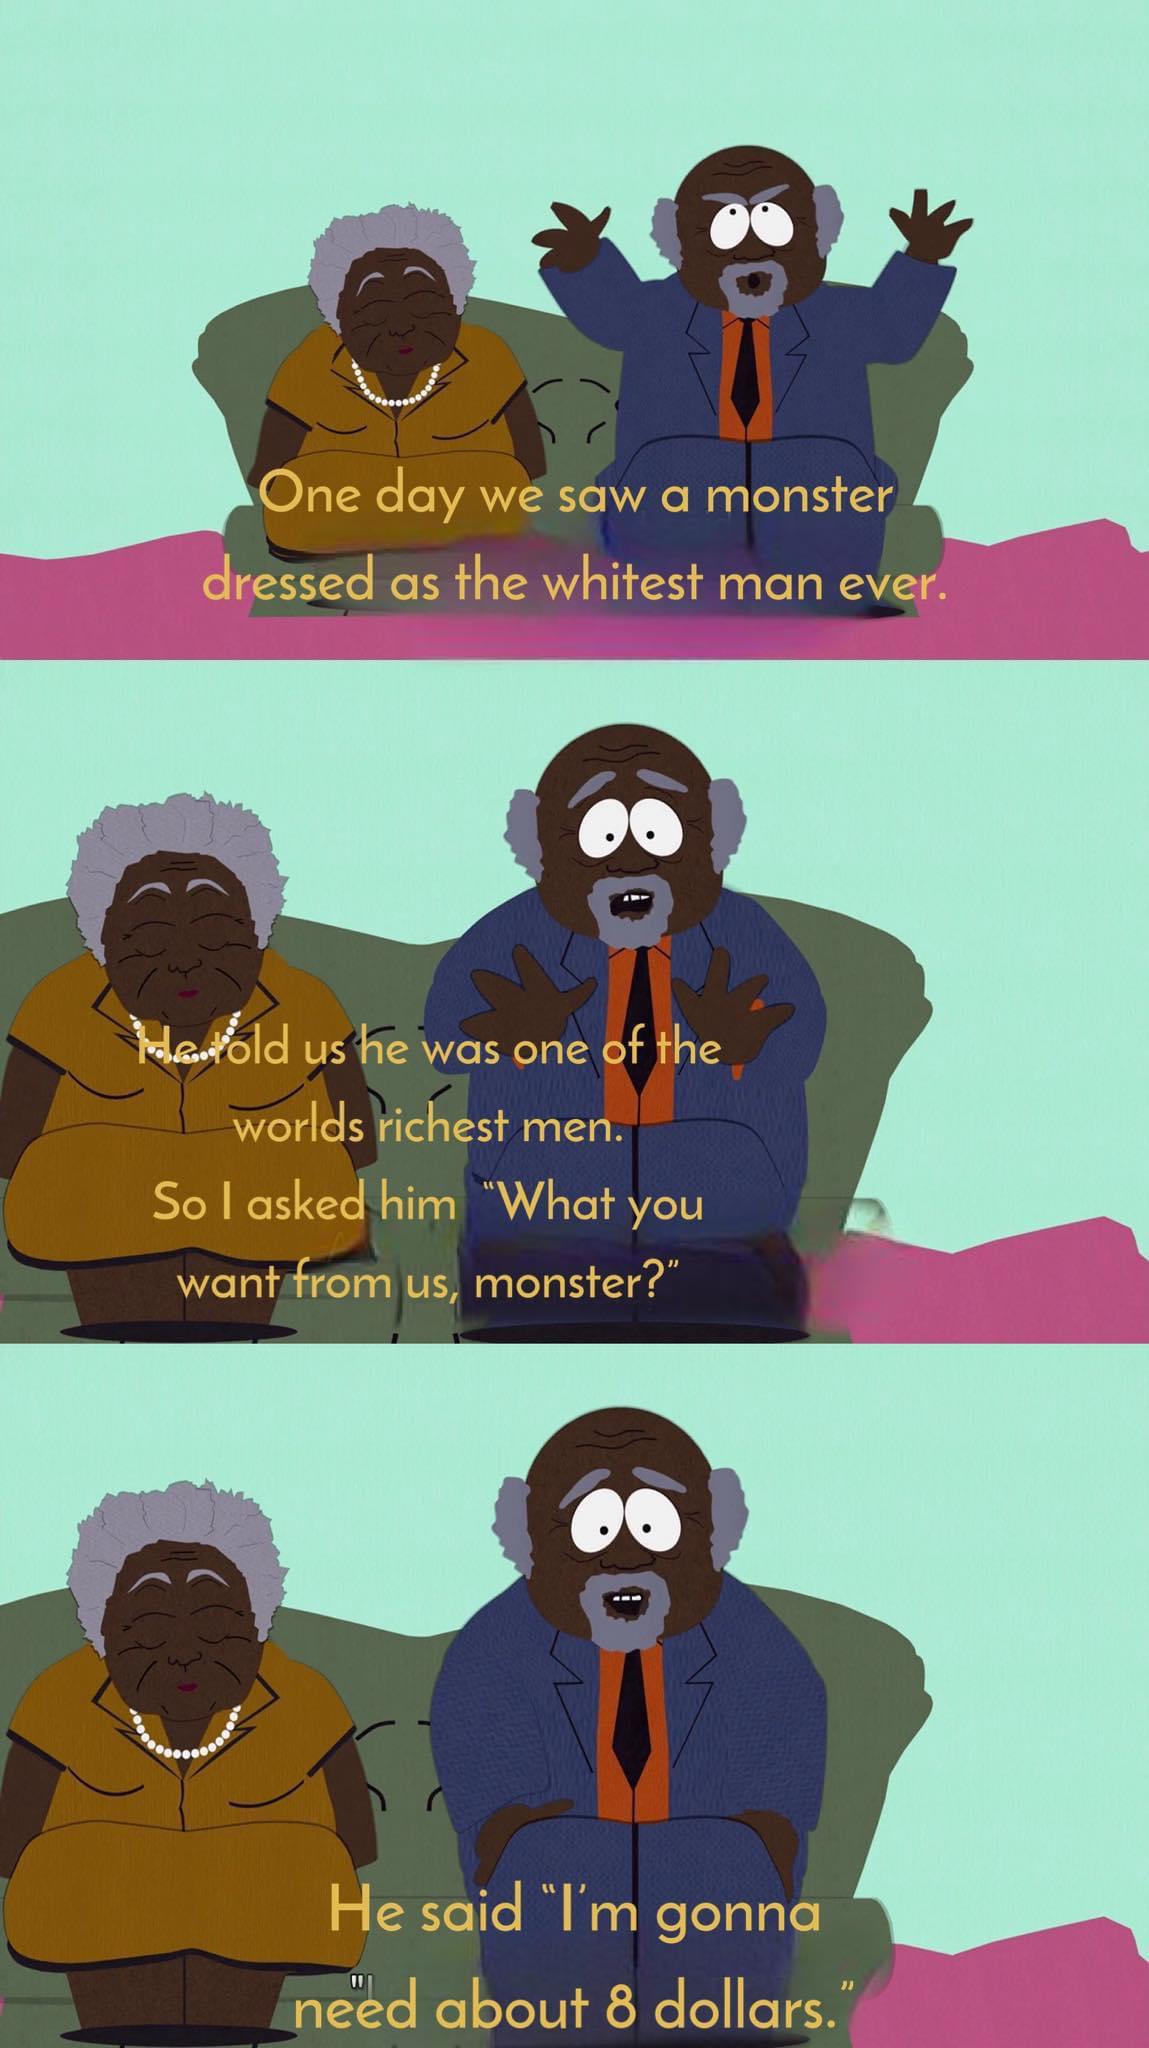 One day we saw a monster
dressed as the whitest man ever.
He told us he was one of the
worlds richest men.
So I asked him “What you
want from us, monster?”
He said “I’m gonna
need about 8 dollars.”